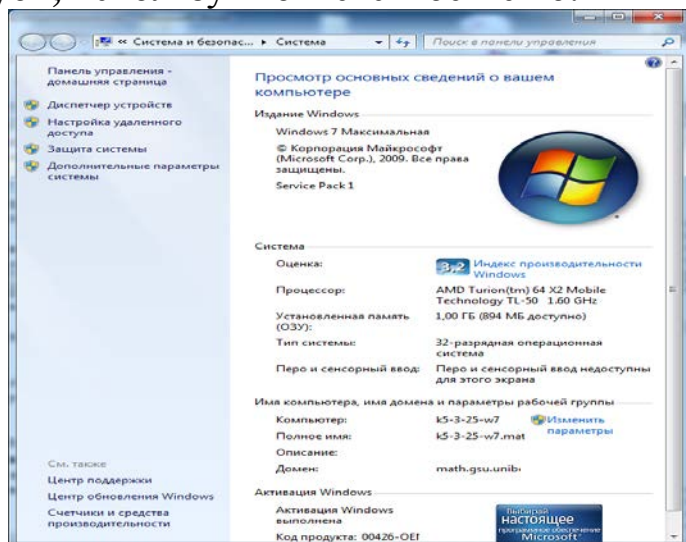 « Система и безопас... ▸ Система
Поиск в панели управления
Панель управления -
домашняя страница
Диспетчер устройств
Настройка удаленного
доступа
Защита системы
Дополнительные параметры
системы
См. также
Центр поддержки
Центр обновления Windows
Счетчики и средства
производительности
Просмотр основных сведений о вашем
компьютере
Издание Windows
Windows 7 Максимальная
© Корпорация Майкрософт
(Microsoft Corp.), 2009. Все права
защищены.
Service Pack 1
Система
Оценка: 3,2 Индекс производительности
Windows
Процессор: AMD Turion(tm) 64 X2 Mobile
Technology TL-50 1.60 GHz
Установленная память 1,00 ГБ (894 МБ доступно)
(ОЗУ):
Тип системы: 32-разрядная операционная
система
Перо и сенсорный ввод: Перо и сенсорный ввод недоступны
для этого экрана
Имя компьютера, имя домена и параметры рабочей группы
Компьютер: k5-3-25-w7 Изменить
параметры
Полное имя: k5-3-25-w7.mat
Описание:
Домен: math.gsu.unib
Активация Windows
Активация Windows
выполнена
Код продукта: 00426-OEI
Выбирай
настоящее
программное обеспечение
Microsoft